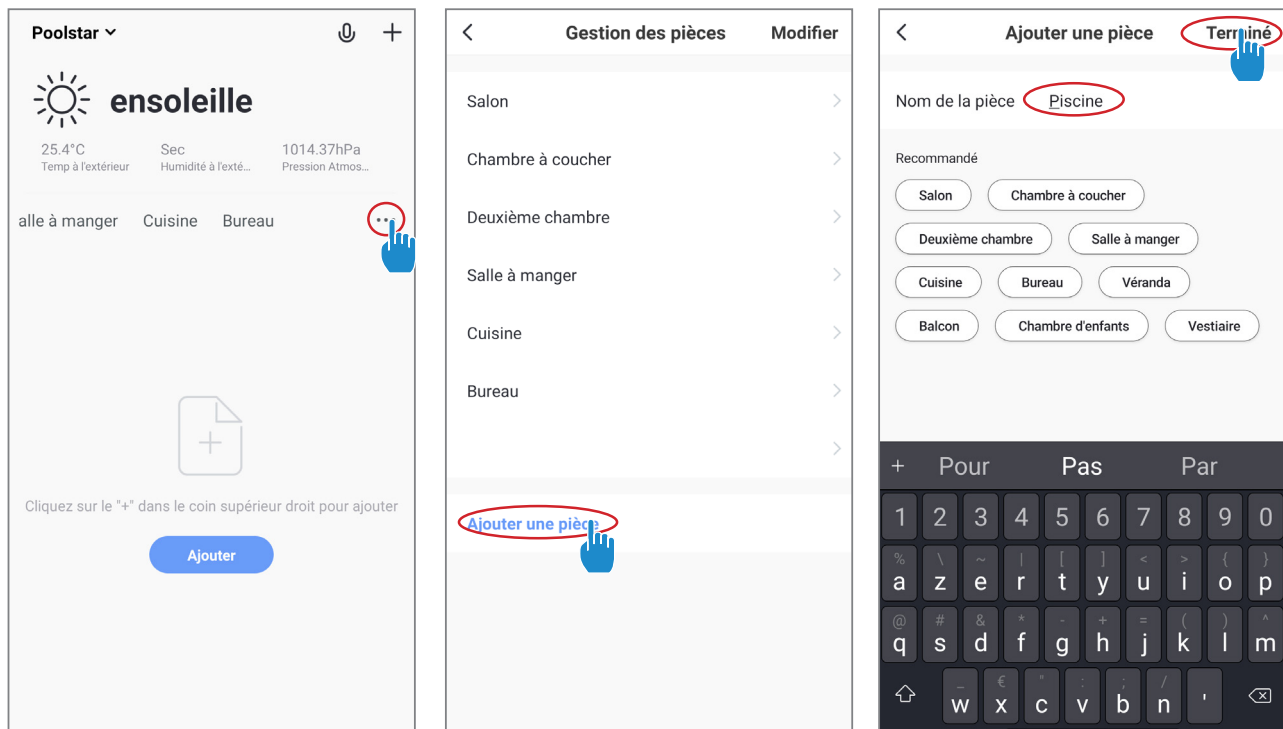 Poolstar
ensoleille
25.4°C Sec 1014.37hPa
Temp à l'extérieur Humidité à l'exté... Pression Atmos...
alle à manger Cuisine Bureau ...
Cliquez sur le "+" dans le coin supérieur droit pour ajouter
Ajouter
Gestion des pièces Modifier
Salon
Chambre à coucher
Deuxième chambre
Salle à manger
Cuisine
Bureau
Ajouter une pièce
Ajouter une pièce Terminé
Nom de la pièce Piscine
Recommandé
Salon Chambre à coucher
Deuxième chambre Salle à manger
Cuisine Bureau Véranda
Balcon Chambre d'enfants Vestiaire
+ Pour Pas Par
1 2 3 4 5 6 7 8 9 0
% \ ~ | [ ] < > { }
a z e r t y u i o p
@ # & * - + = ( ) ^
q s d f g h j k l m
_ € " : ; /
w x c v b n '